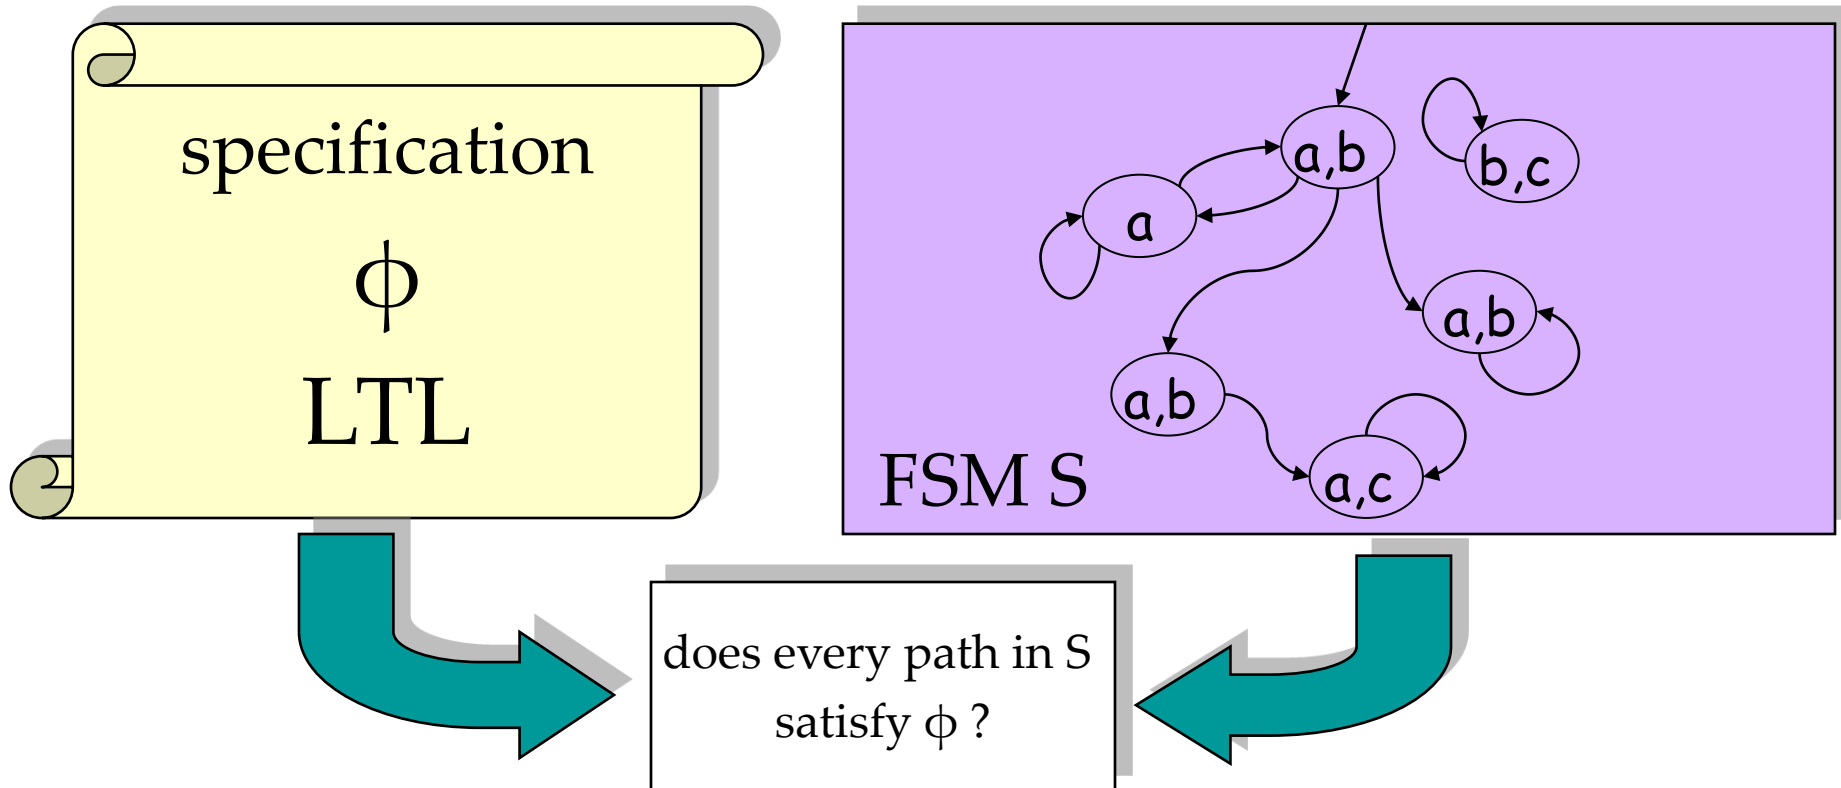 specification
ϕ
LTL
a,b
b,c
a
a,b
a,b
a,c
FSM S
does every path in S
satisfy ϕ ?